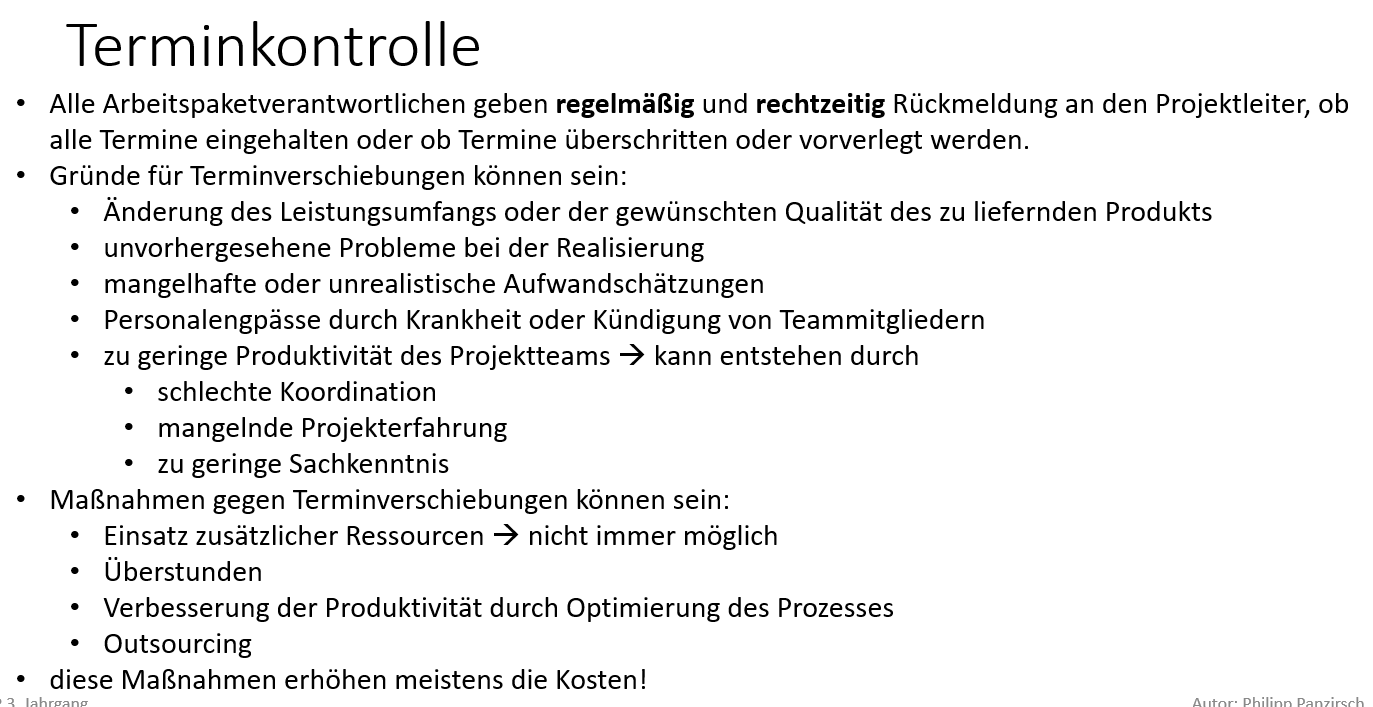 Terminkontrolle
• Alle Arbeitspaketverantwortlichen geben regelmäßig und rechtzeitig Rückmeldung an den Projektleiter, ob
alle Termine eingehalten oder ob Termine überschritten oder vorverlegt werden.
• Gründe für Terminverschiebungen können sein:
• Änderung des Leistungsumfangs oder der gewünschten Qualität des zu liefernden Produkts
• unvorhergesehene Probleme bei der Realisierung
• mangelhafte oder unrealistische Aufwandschätzungen
• Personalengpässe durch Krankheit oder Kündigung von Teammitgliedern
• zu geringe Produktivität des Projektteams → kann entstehen durch
• schlechte Koordination
• mangelnde Projekterfahrung
• zu geringe Sachkenntnis
• Maßnahmen gegen Terminverschiebungen können sein:
• Einsatz zusätzlicher Ressourcen → nicht immer möglich
• Überstunden
• Verbesserung der Produktivität durch Optimierung des Prozesses
• Outsourcing
• diese Maßnahmen erhöhen meistens die Kosten!
3. Jahrgang
Autor: Philipp Panzirsch